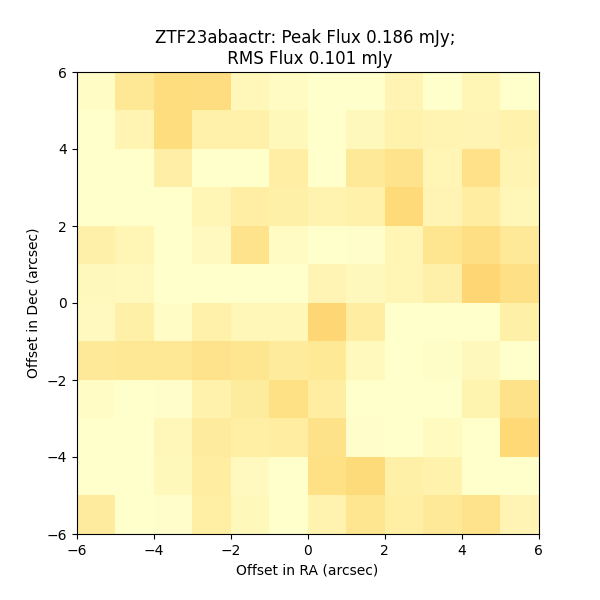 ZTF23abaactr: Peak Flux 0.186 mJy;
RMS Flux 0.101 mJy
6
4
2
0
−2
−4
−6
Offset in Dec (arcsec)
−6 −4 −2 0 2 4 6
Offset in RA (arcsec)